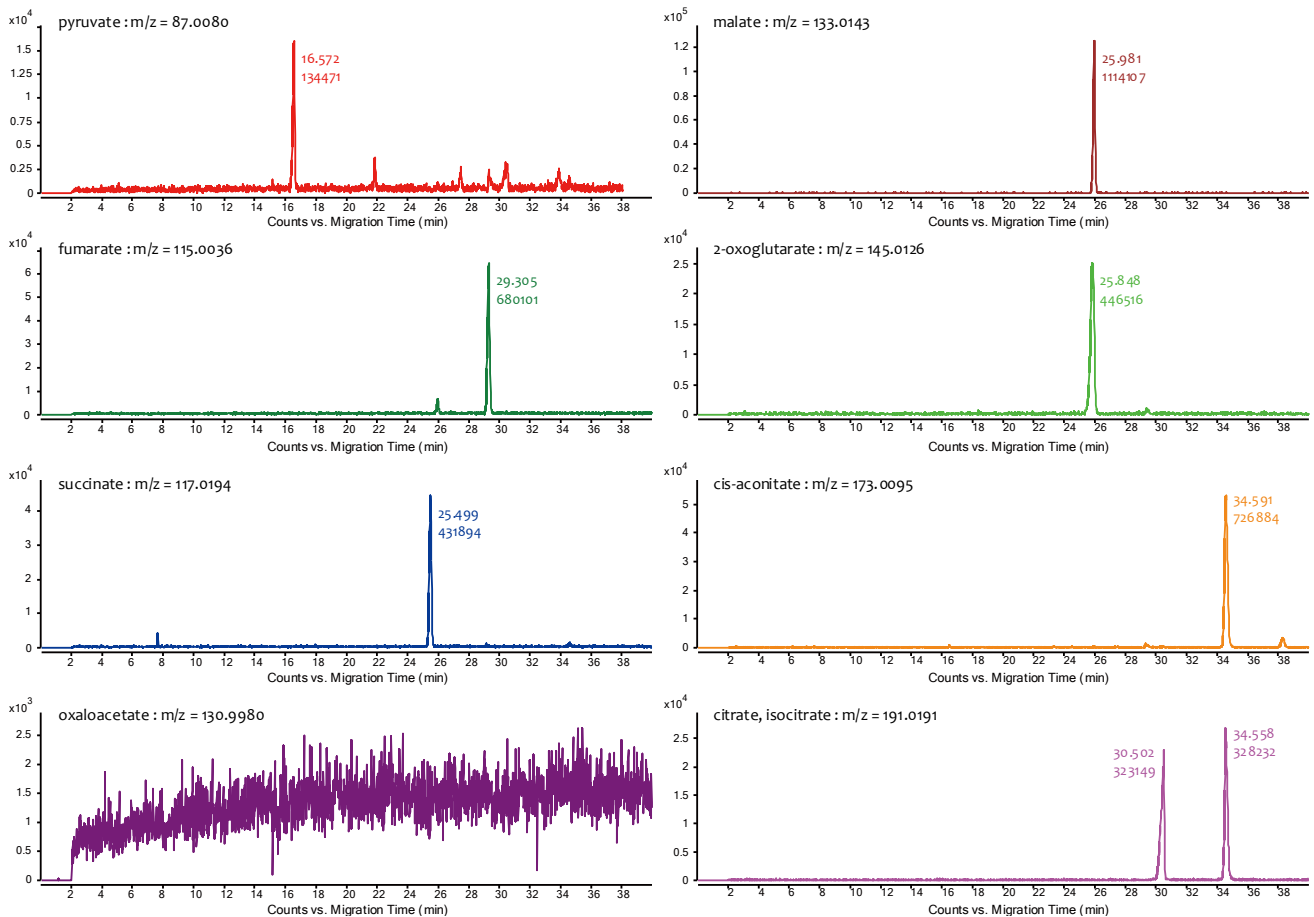 x10⁴
pyruvate : m/z = 87.0080
16.572
134471
1.5
1.25
1
0.75
0.5
0.25
0
2 4 6 8 10 12 14 16 18 20 22 24 26 28 30 32 34 36 38
Counts vs. Migration Time (min)
x10⁵
malate : m/z = 133.0143
25.981
1114107
1.2
1
0.8
0.6
0.4
0.2
0
2 4 6 8 10 12 14 16 18 20 22 24 26 28 30 32 34 36 38
Counts vs. Migration Time (min)
x10⁴
fumarate : m/z = 115.0036
29.305
680101
6
5
4
3
2
1
0
2 4 6 8 10 12 14 16 18 20 22 24 26 28 30 32 34 36 38
Counts vs. Migration Time (min)
x10⁴
2-oxoglutarate : m/z = 145.0126
25.848
446516
2.5
2
1.5
1
0.5
0
2 4 6 8 10 12 14 16 18 20 22 24 26 28 30 32 34 36 38
Counts vs. Migration Time (min)
x10⁴
succinate : m/z = 117.0194
25.499
431894
4
3
2
1
0
2 4 6 8 10 12 14 16 18 20 22 24 26 28 30 32 34 36 38
Counts vs. Migration Time (min)
x10⁴
cis-aconitate : m/z = 173.0095
34.591
726884
5
4
3
2
1
0
2 4 6 8 10 12 14 16 18 20 22 24 26 28 30 32 34 36 38
Counts vs. Migration Time (min)
x10³
oxaloacetate : m/z = 130.9980
2.5
2
1.5
1
0.5
0
2 4 6 8 10 12 14 16 18 20 22 24 26 28 30 32 34 36 38
Counts vs. Migration Time (min)
x10⁴
citrate, isocitrate : m/z = 191.0191
30.502
323149
34.558
328232
2.5
2
1.5
1
0.5
0
2 4 6 8 10 12 14 16 18 20 22 24 26 28 30 32 34 36 38
Counts vs. Migration Time (min)